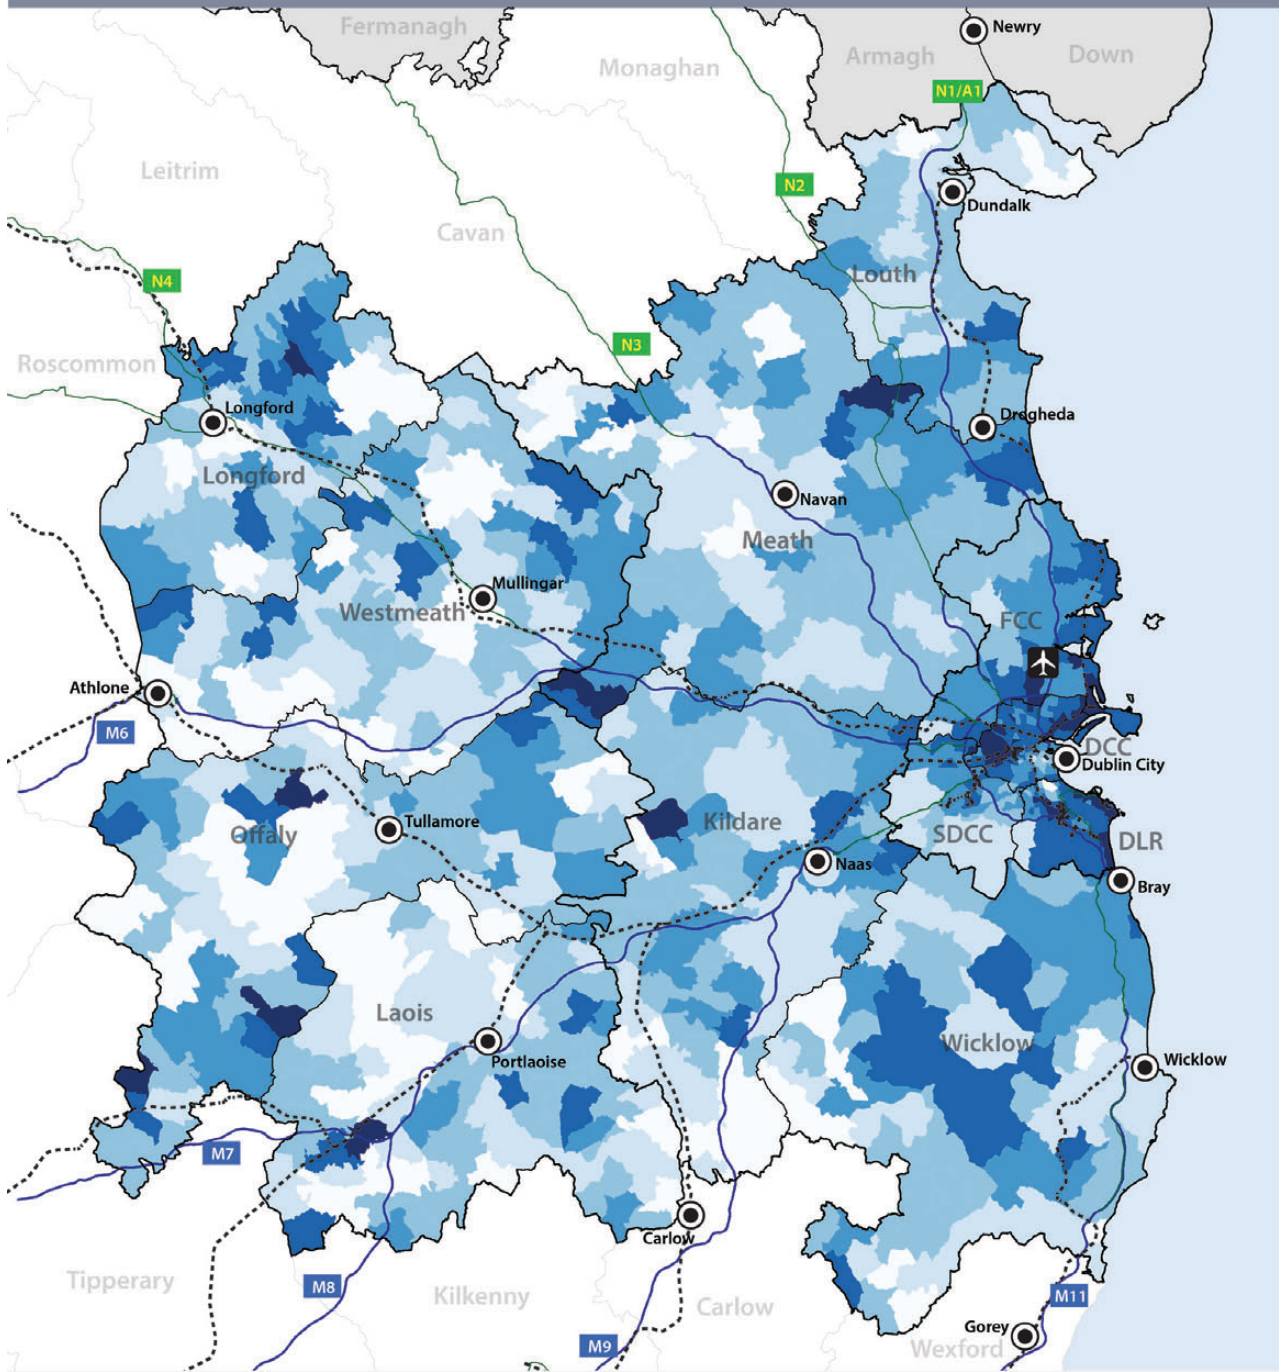 Fermanagh
Newry
Armagh
Down
Monaghan
N1/A1
Leitrim
N2
Dundalk
Cavan
Louth
N4
N3
Roscommon
Longford
Drogheda
Longford
Navan
Meath
Mullingar
Westmeath
FCC
Athlone
M6
DCC
Dublin City
Offaly
Tullamore
Kildare
SDCC
DLR
Naas
Bray
Laois
Portlaoise
Wicklow
Wicklow
M7
Carlow
Tipperary
M8
Kilkenny
Carlow
M11
M9
Gorey
Wexford